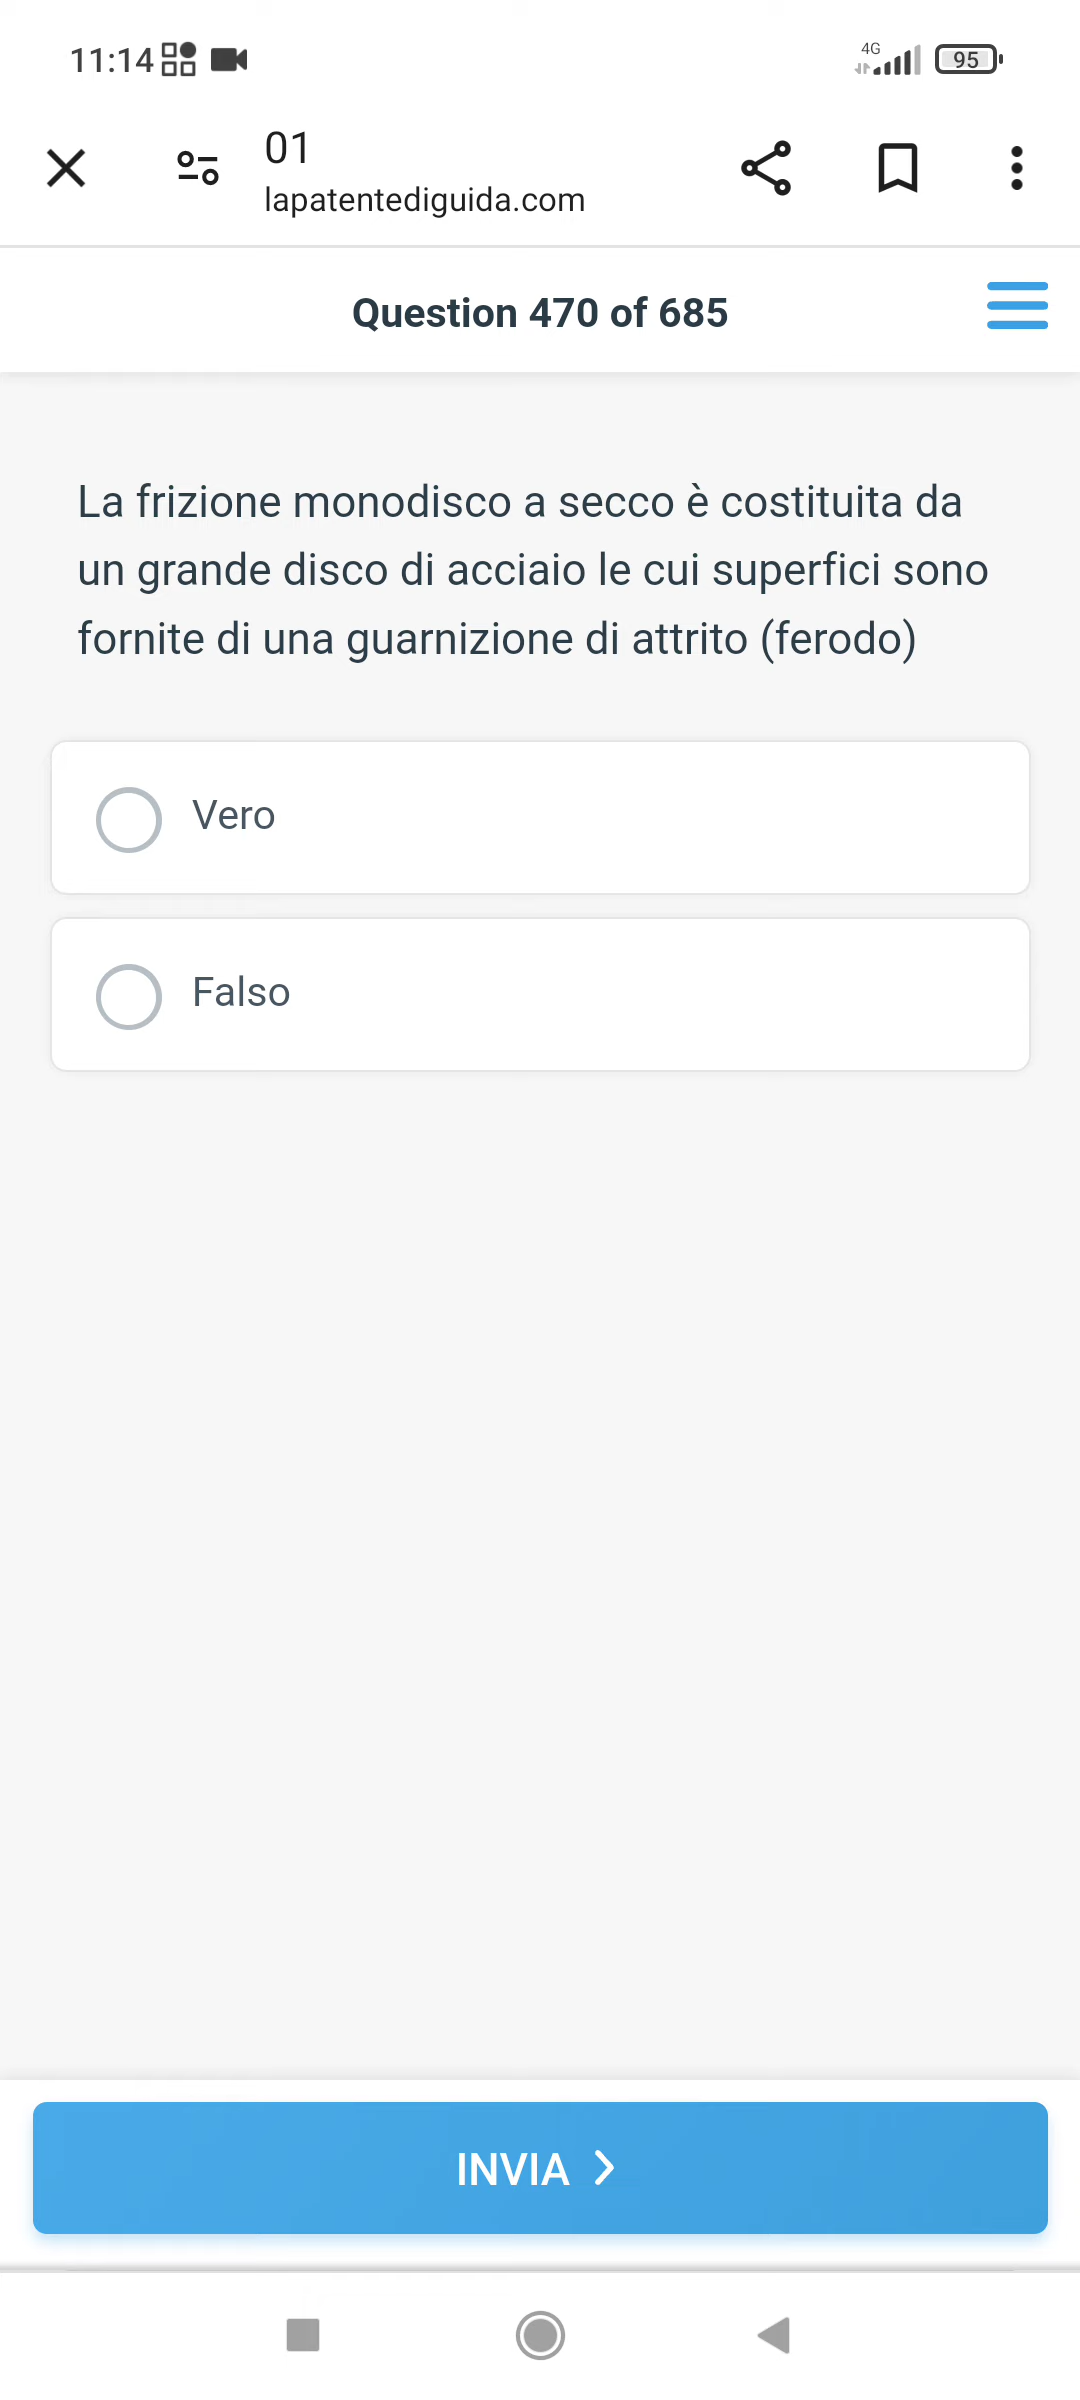 11:14
4G
95
01
lapatentediguida.com
Question 470 of 685
La frizione monodisco a secco è costituita da
un grande disco di acciaio le cui superfici sono
fornite di una guarnizione di attrito (ferodo)
Vero
Falso
INVIA